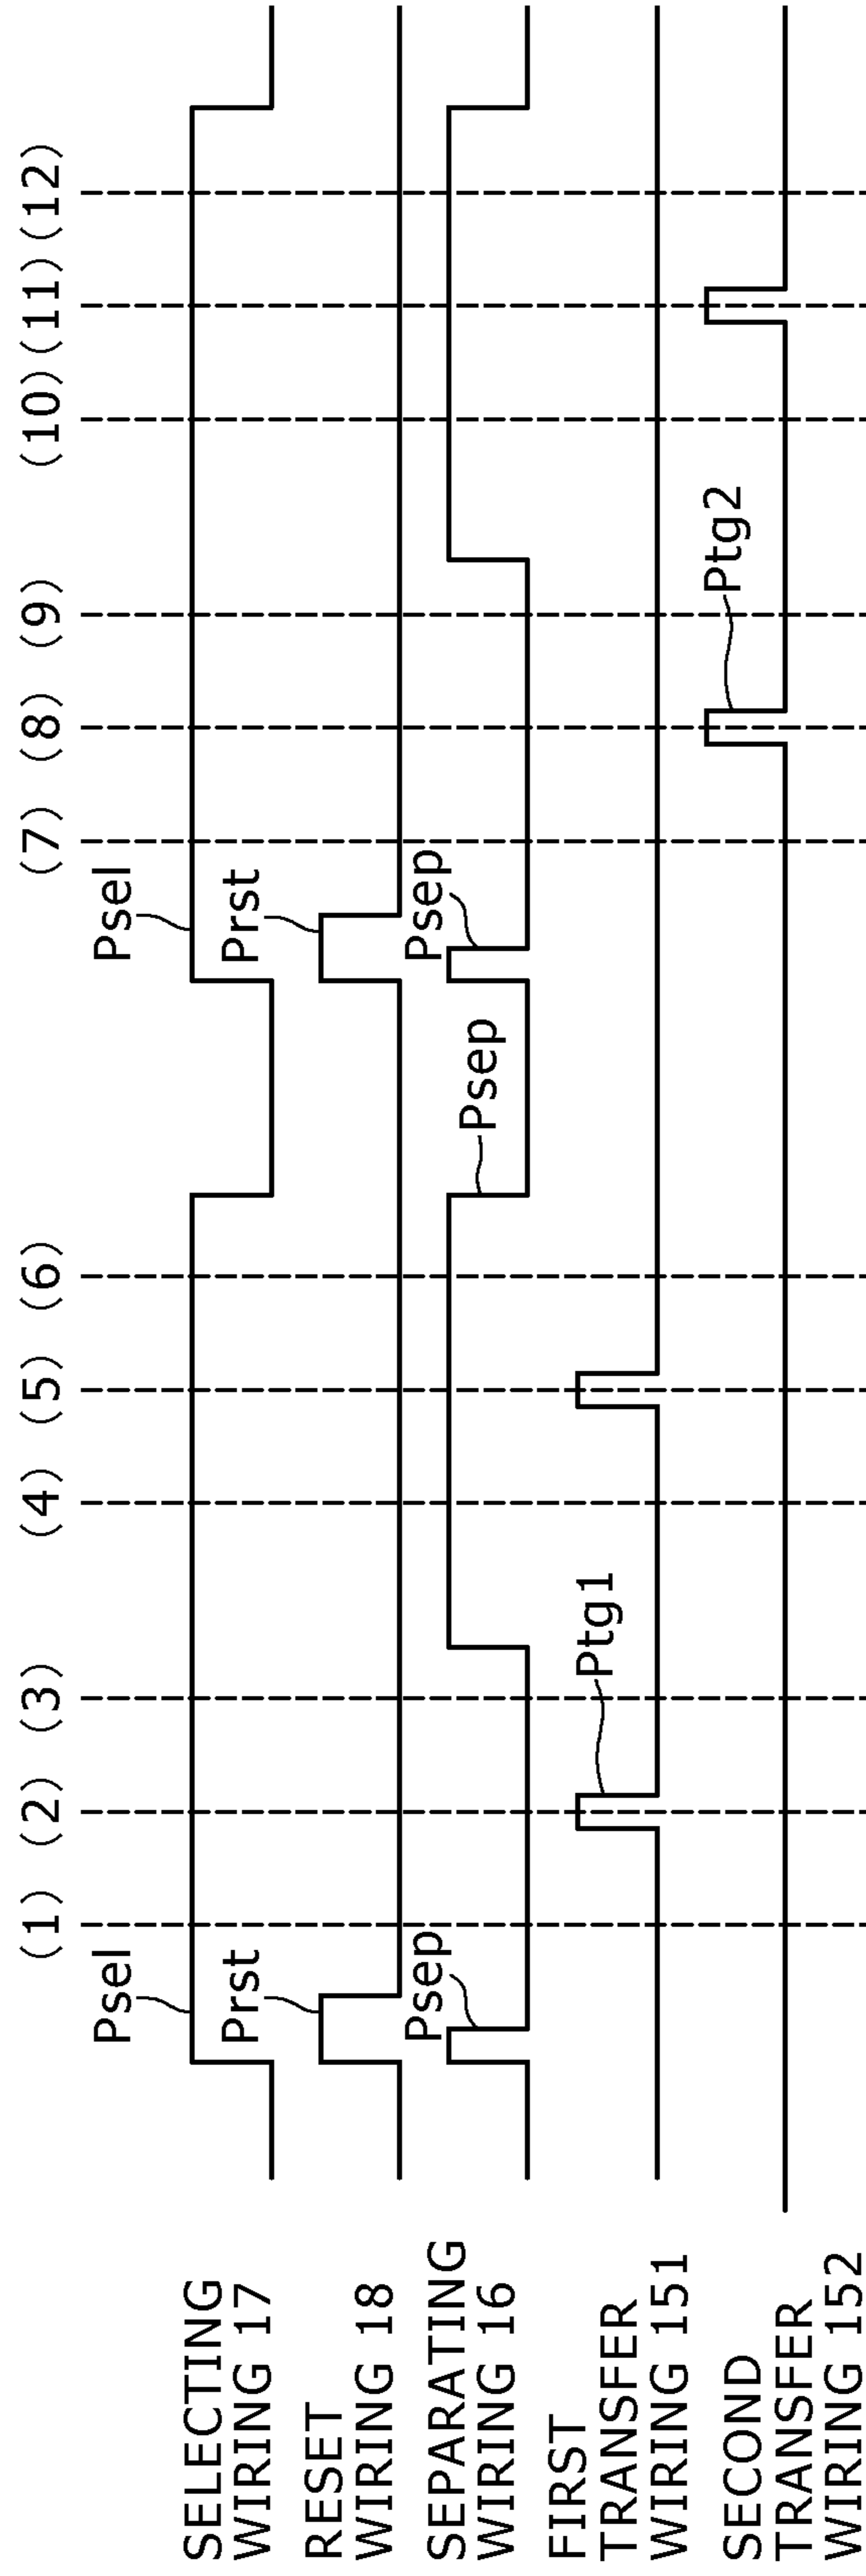 (1) (2) (3) (4) (5) (6) (7) (8) (9) (10) (11) (12)
Psel
Psel
SELECTING
WIRING 17
Prst
Prst
RESET
WIRING 18
Psep
Psep
Psep
SEPARATING
WIRING 16
Ptg1
FIRST
TRANSFER
WIRING 151
Ptg2
SECOND
TRANSFER
WIRING 152